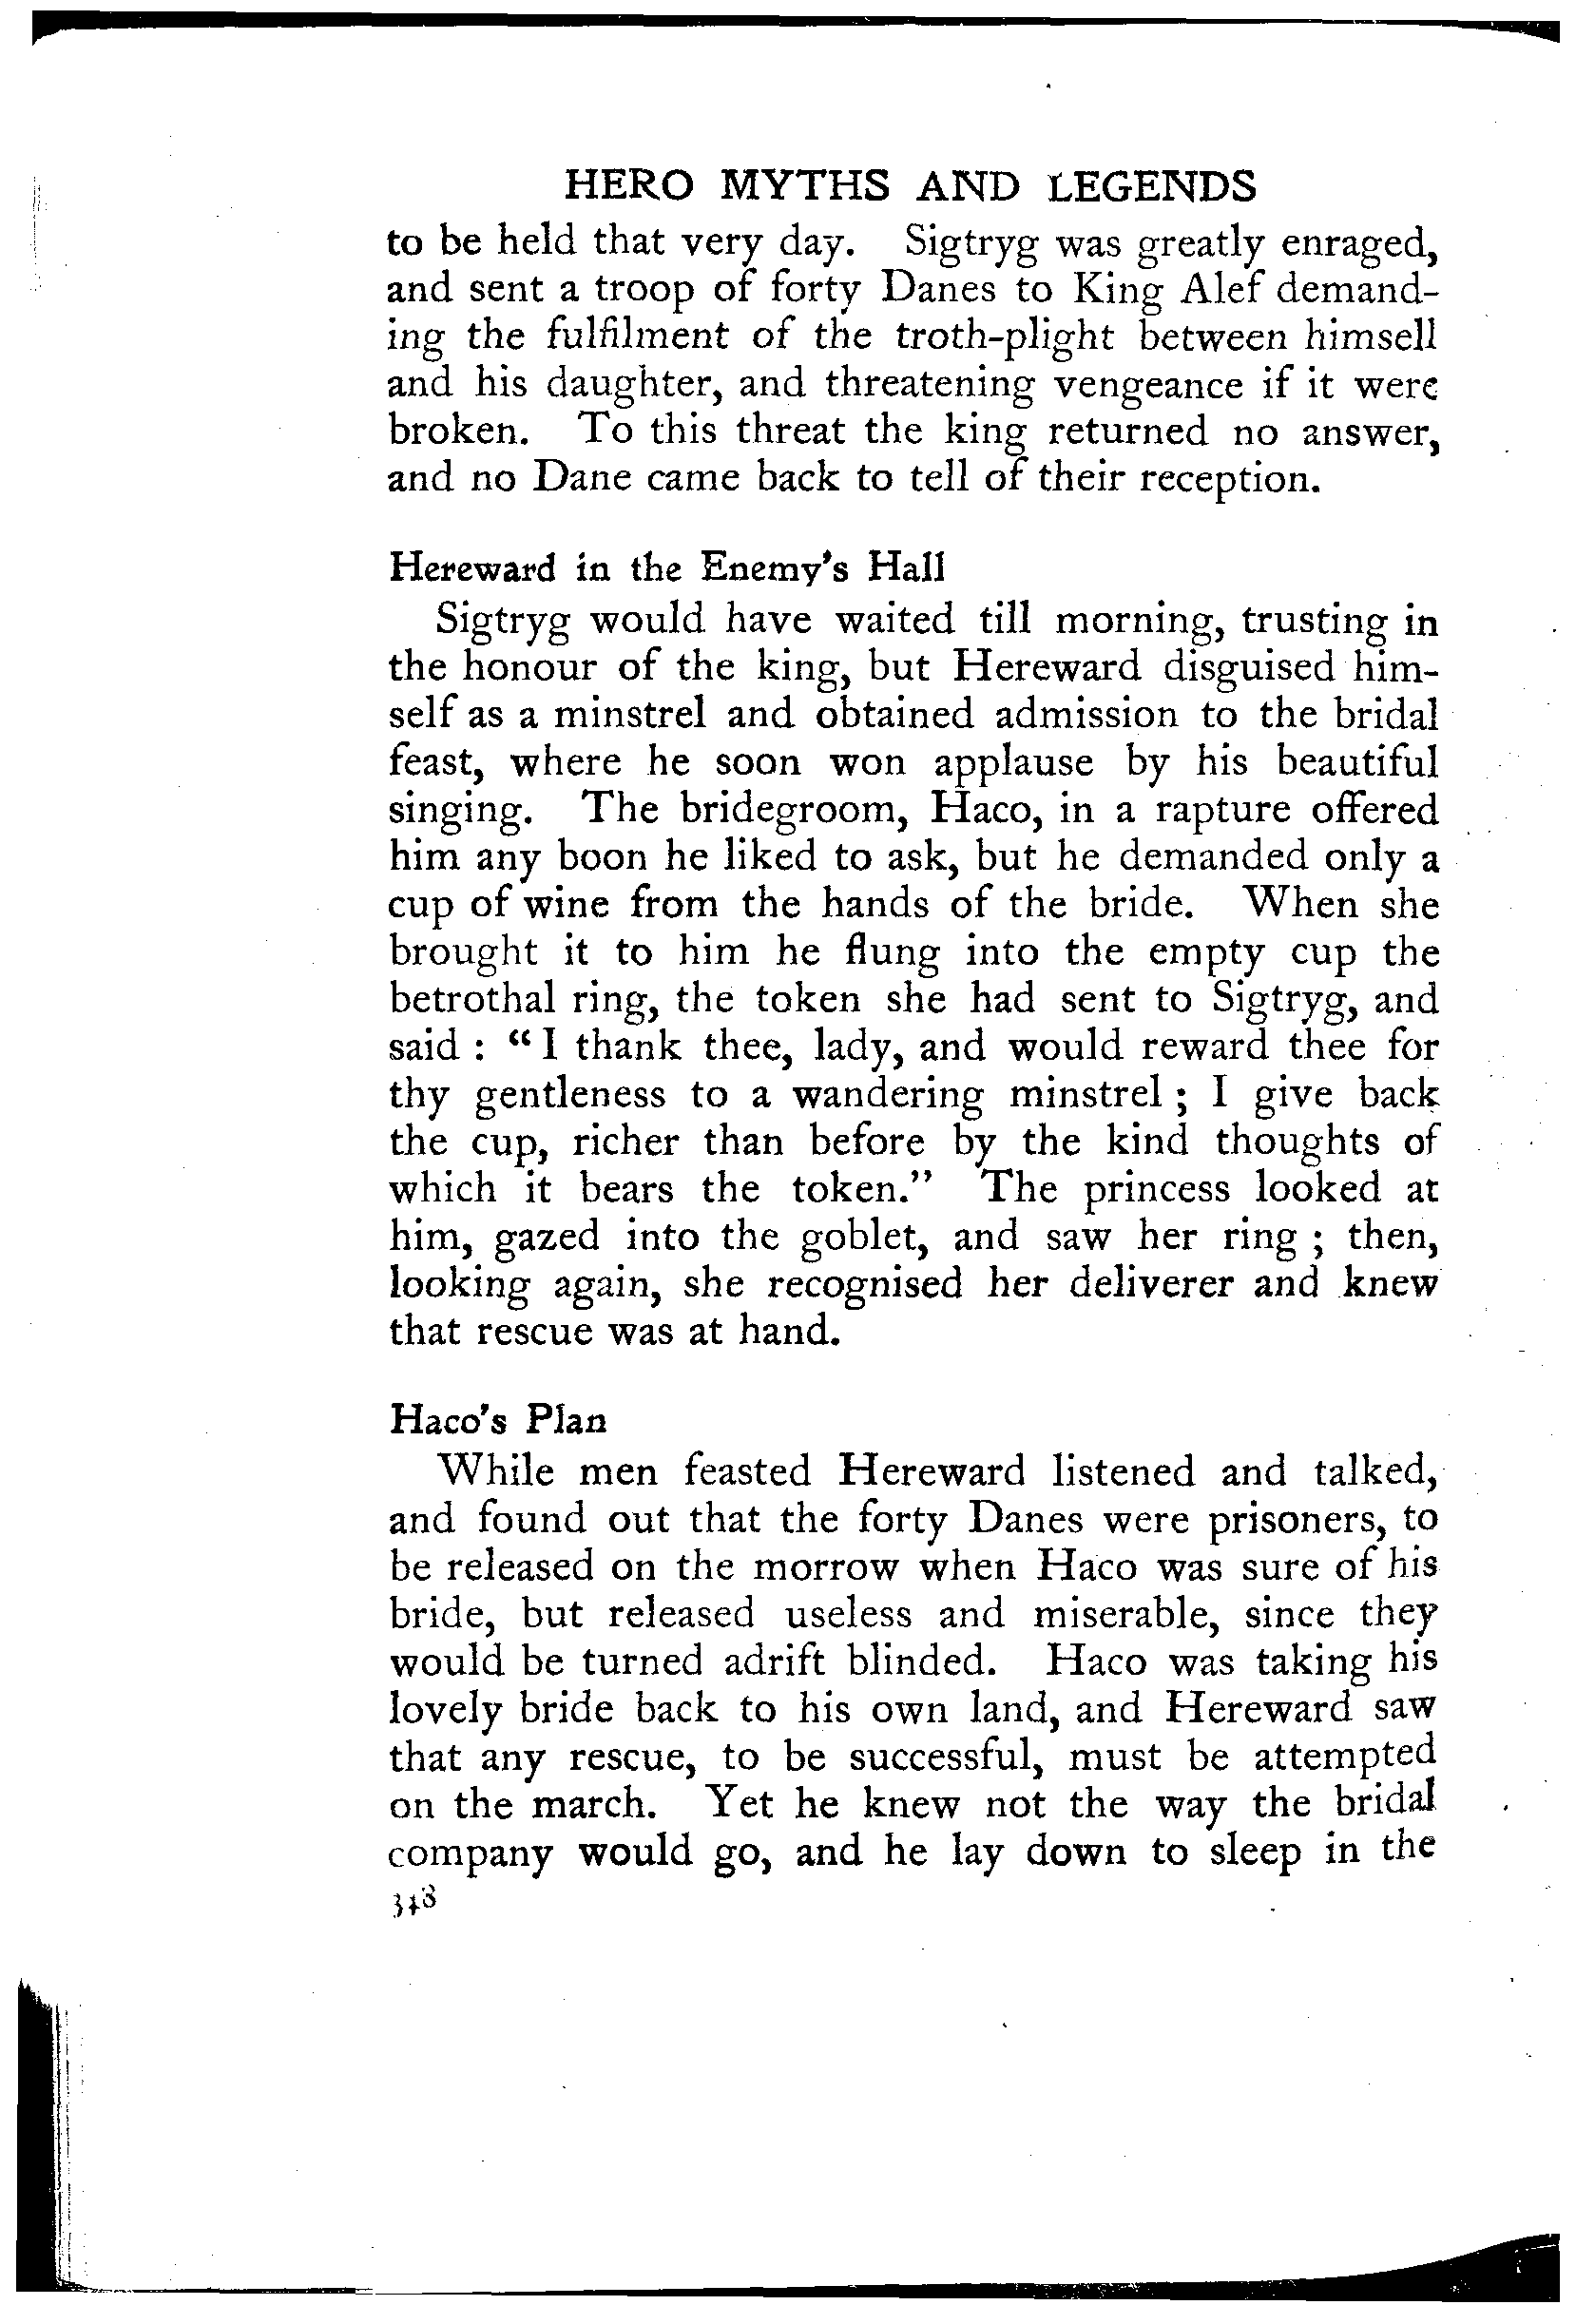 HERO MYTHS AND LEGENDS
to be held that very day. Sigtryg was greatly enraged,
and sent a troop of forty Danes to King Alef demand-
ing the fulfilment of the troth-plight between himsell
and his daughter, and threatening vengeance if it were
broken. To this threat the king returned no answer,
and no Dane came back to tell of their reception.
Hereward in the Enemy's Hall
Sigtryg would have waited till morning, trusting in
the honour of the king, but Hereward disguised him-
self as a minstrel and obtained admission to the bridal
feast, where he soon won applause by his beautiful
singing. The bridegroom, Haco, in a rapture offered
him any boon he liked to ask, but he demanded only a
cup of wine from the hands of the bride. When she
brought it to him he flung into the empty cup the
betrothal ring, the token she had sent to Sigtryg, and
said : “ I thank thee, lady, and would reward thee for
thy gentleness to a wandering minstrel ; I give back
the cup, richer than before by the kind thoughts of
which it bears the token.” The princess looked at
him, gazed into the goblet, and saw her ring ; then,
looking again, she recognised her deliverer and knew
that rescue was at hand.
Haco's Plan
While men feasted Hereward listened and talked,
and found out that the forty Danes were prisoners, to
be released on the morrow when Haco was sure of his
bride, but released useless and miserable, since they
would be turned adrift blinded. Haco was taking his
lovely bride back to his own land, and Hereward saw
that any rescue, to be successful, must be attempted
on the march. Yet he knew not the way the bridal
company would go, and he lay down to sleep in the
348